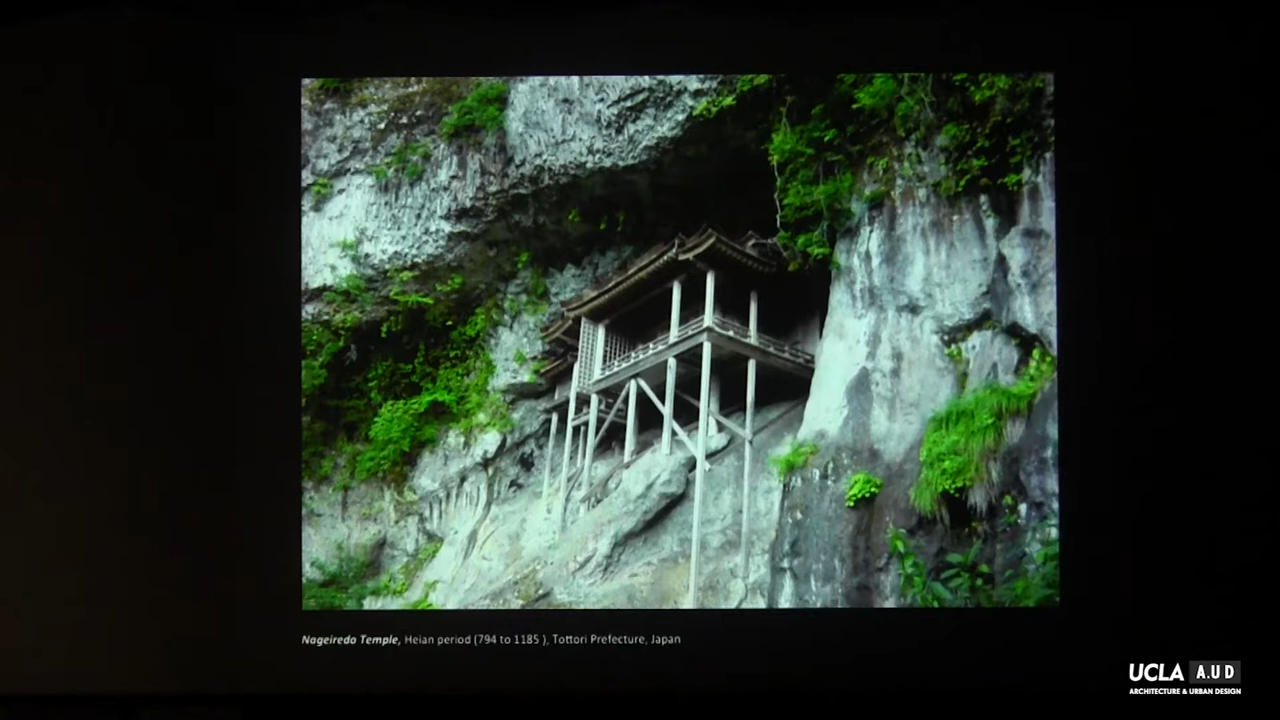 Nageiredo Temple, Heian period (794 to 1185 ), Tottori Prefecture, Japan
UCLA A.UD
ARCHITECTURE & URBAN DESIGN